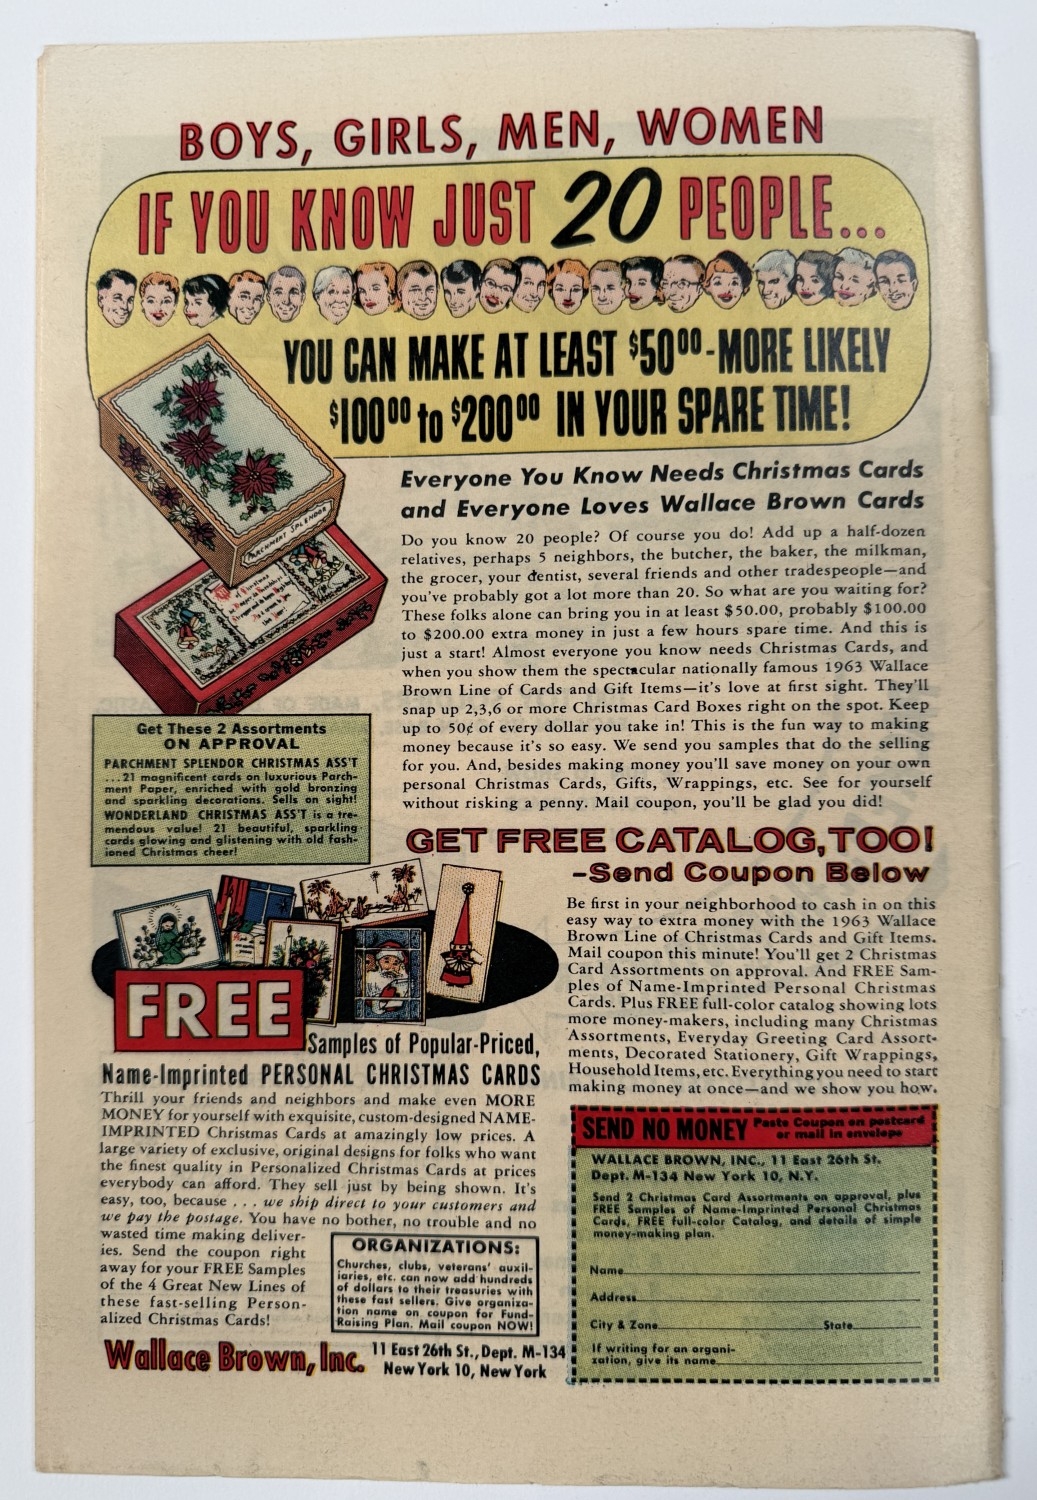 BOYS, GIRLS, MEN, WOMEN
IF YOU KNOW JUST 20 PEOPLE...
YOU CAN MAKE AT LEAST $50⁰⁰-MORE LIKELY
$100⁰⁰ to $200⁰⁰ IN YOUR SPARE TIME!
PARCHMENT SPLENDOR
Everyone You Know Needs Christmas Cards
and Everyone Loves Wallace Brown Cards
Do you know 20 people? Of course you do! Add up a half-dozen
relatives, perhaps 5 neighbors, the butcher, the baker, the milkman,
the grocer, your dentist, several friends and other tradespeople—and
you've probably got a lot more than 20. So what are you waiting for?
These folks alone can bring you in at least $50.00, probably $100.00
to $200.00 extra money in just a few hours spare time. And this is
just a start! Almost everyone you know needs Christmas Cards, and
when you show them the spectacular nationally famous 1963 Wallace
Brown Line of Cards and Gift Items—it's love at first sight. They'll
snap up 2,3,6 or more Christmas Card Boxes right on the spot. Keep
up to 50¢ of every dollar you take in! This is the fun way to making
money because it's so easy. We send you samples that do the selling
for you. And, besides making money you'll save money on your own
personal Christmas Cards, Gifts, Wrappings, etc. See for yourself
without risking a penny. Mail coupon, you'll be glad you did!
Get These 2 Assortments
ON APPROVAL
PARCHMENT SPLENDOR CHRISTMAS ASS'T
...21 magnificent cards on luxurious Parch-
ment Paper, enriched with gold bronzing
and sparkling decorations. Sells on sight!
WONDERLAND CHRISTMAS ASS'T is a tre-
mendous value! 21 beautiful, sparkling
cards glowing and glistening with old fash-
ioned Christmas cheer!
GET FREE CATALOG, TOO!
-Send Coupon Below
Be first in your neighborhood to cash in on this
easy way to extra money with the 1963 Wallace
Brown Line of Christmas Cards and Gift Items.
Mail coupon this minute! You'll get 2 Christmas
Card Assortments on approval. And FREE Sam-
ples of Name-Imprinted Personal Christmas
Cards. Plus FREE full-color catalog showing lots
more money-makers, including many Christmas
Assortments, Everyday Greeting Card Assort-
ments, Decorated Stationery, Gift Wrappings,
Household Items, etc. Everything you need to start
making money at once—and we show you how.
FREE
Samples of Popular-Priced,
Name-Imprinted PERSONAL CHRISTMAS CARDS
Thrill your friends and neighbors and make even MORE
MONEY for yourself with exquisite, custom-designed NAME-
IMPRINTED Christmas Cards at amazingly low prices. A
large variety of exclusive, original designs for folks who want
the finest quality in Personalized Christmas Cards at prices
everybody can afford. They sell just by being shown. It's
easy, too, because . . . we ship direct to your customers and
we pay the postage. You have no bother, no trouble and no
wasted time making deliver-
ies. Send the coupon right
away for your FREE Samples
of the 4 Great New Lines of
these fast-selling Person-
alized Christmas Cards!
ORGANIZATIONS:
Churches, clubs, veterans' auxil-
iaries, etc. can now add hundreds
of dollars to their treasuries with
these fast sellers. Give organiza-
tion name on coupon for Fund-
Raising Plan. Mail coupon NOW!
Wallace Brown, Inc.
11 East 26th St., Dept. M-134
New York 10, New York
SEND NO MONEY Paste Coupon on postcard
or mail in envelope
WALLACE BROWN, INC., 11 East 26th St.
Dept. M-134 New York 10, N.Y.
Send 2 Christmas Card Assortments on approval, plus
FREE Samples of Name-Imprinted Personal Christmas
Cards, FREE full-color Catalog, and details of simple
money-making plan.
Name
Address
City & Zone State
If writing for an organi-
zation, give its name